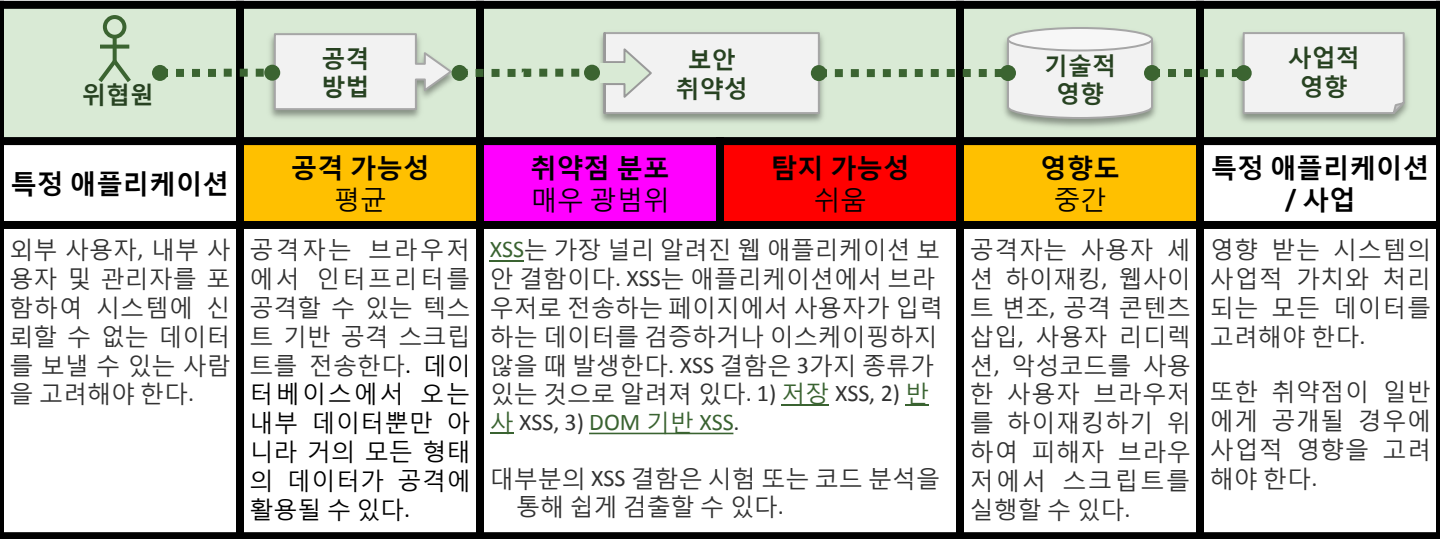 위협원
공격
방법
보안
취약성
기술적
영향
사업적
영향
특정 애플리케이션
공격 가능성
평균
취약점 분포
매우 광범위
탐지 가능성
쉬움
영향도
중간
특정 애플리케이션
/ 사업
외부 사용자, 내부 사
용자 및 관리자를 포
함하여 시스템에 신
뢰할 수 없는 데이터
를 보낼 수 있는 사람
을 고려해야 한다.
공격자는 브라우저
에서 인터프리터를
공격할 수 있는 텍스
트 기반 공격 스크립
트를 전송한다. 데이
터베이스에서 오는
내부 데이터뿐만 아
니라 거의 모든 형태
의 데이터가 공격에
활용될 수 있다.
XSS는 가장 널리 알려진 웹 애플리케이션 보
안 결함이다. XSS는 애플리케이션에서 브라
우저로 전송하는 페이지에서 사용자가 입력
하는 데이터를 검증하거나 이스케이핑하지
않을 때 발생한다. XSS 결함은 3가지 종류가
있는 것으로 알려져 있다. 1) 저장 XSS, 2) 반
사 XSS, 3) DOM 기반 XSS.
대부분의 XSS 결함은 시험 또는 코드 분석을
통해 쉽게 검출할 수 있다.
공격자는 사용자 세
션 하이재킹, 웹사이
트 변조, 공격 콘텐츠
삽입, 사용자 리디렉
션, 악성코드를 사용
한 사용자 브라우저
를 하이재킹하기 위
하여 피해자 브라우
저에서 스크립트를
실행할 수 있다.
영향 받는 시스템의
사업적 가치와 처리
되는 모든 데이터를
고려해야 한다.
또한 취약점이 일반
에게 공개될 경우에
사업적 영향을 고려
해야 한다.